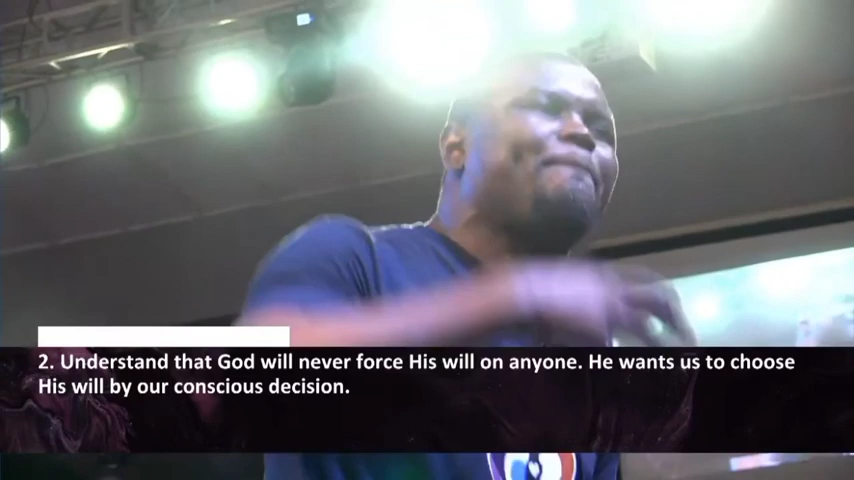 2. Understand that God will never force His will on anyone. He wants us to choose
His will by our conscious decision.